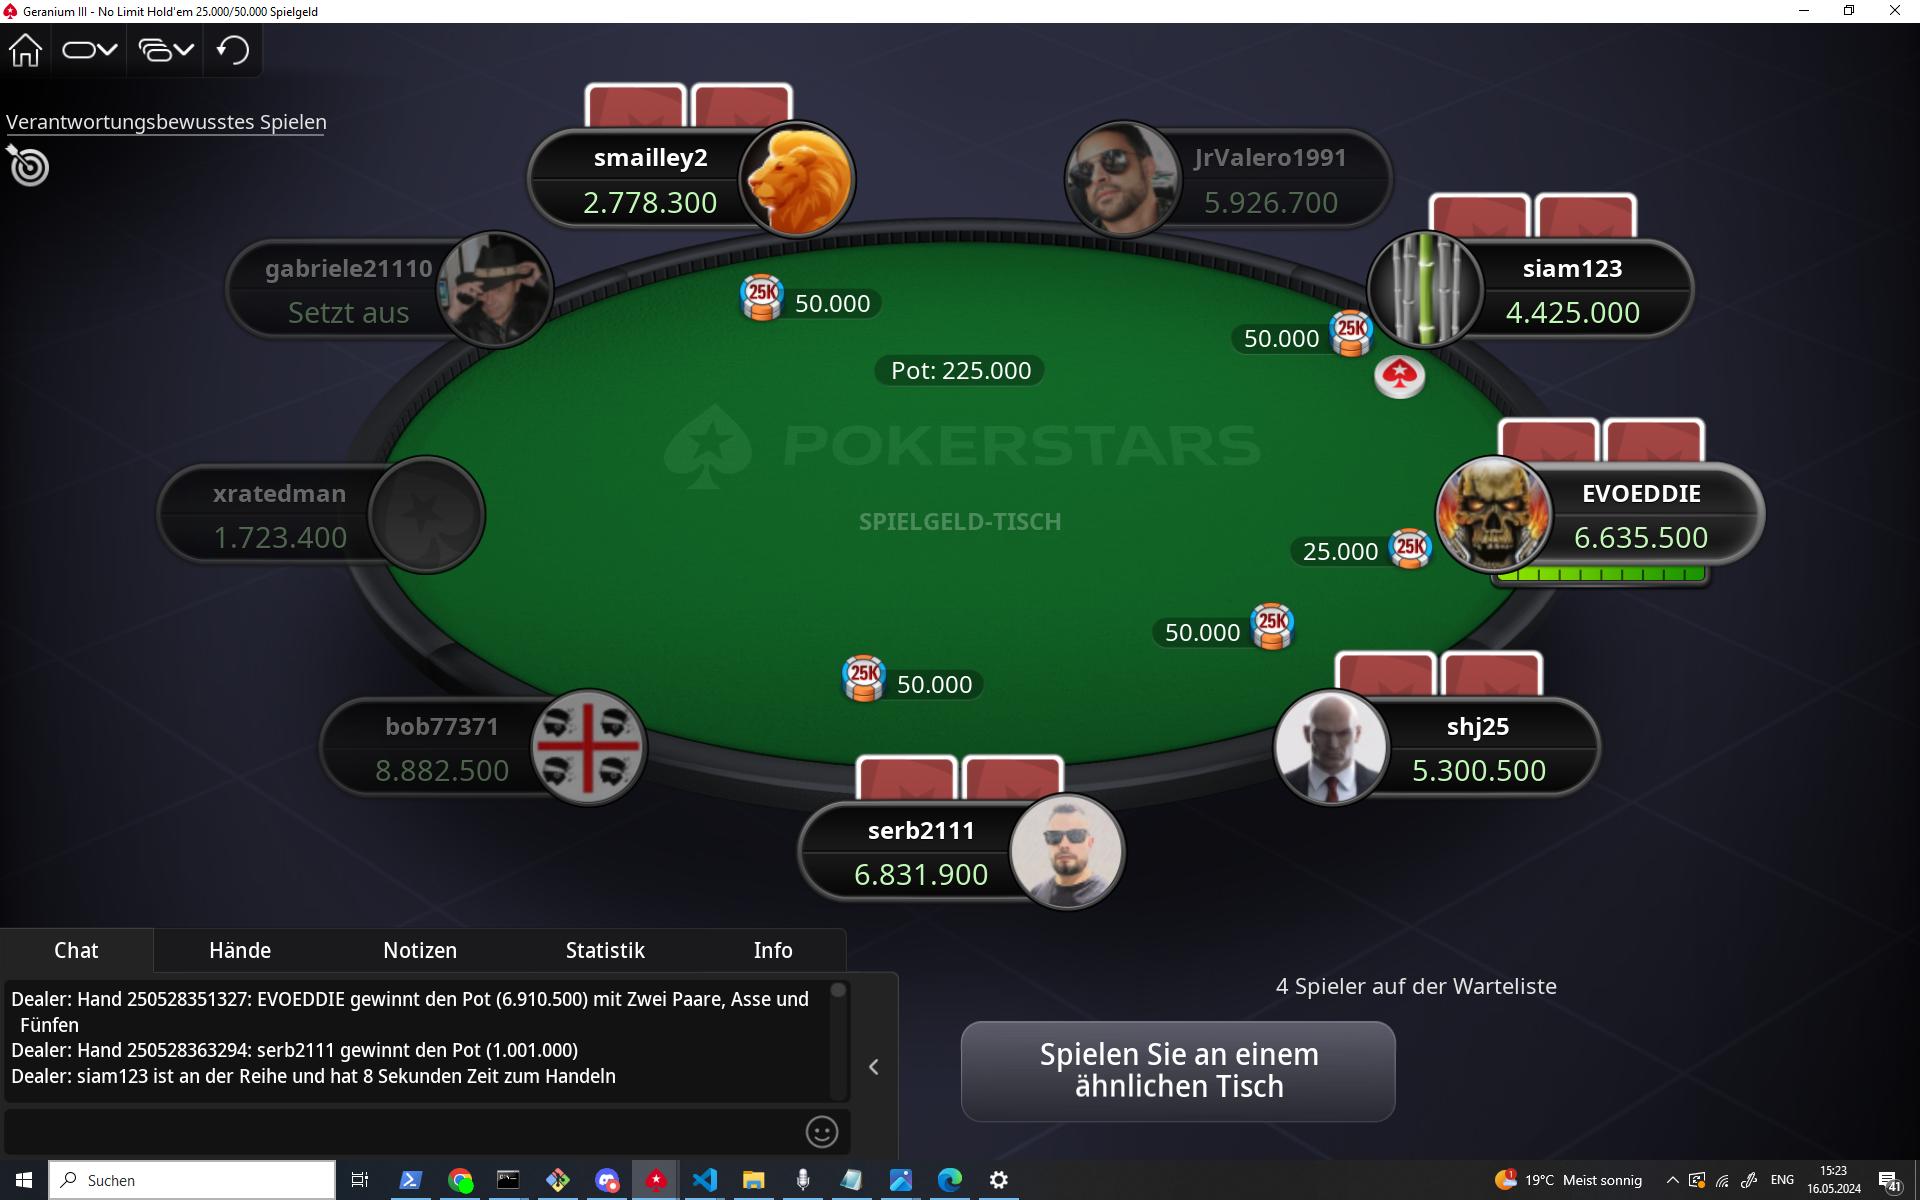 Geranium III - No Limit Hold'em 25.000/50.000 Spielgeld
Verantwortungsbewusstes Spielen
smailley2
2.778.300
JrValero1991
5.926.700
gabriele21110
Setzt aus
siam123
4.425.000
25K 50.000
50.000 25K
Pot: 225.000
POKERSTARS
SPIELGELD-TISCH
xratedman
1.723.400
EVOEDDIE
6.635.500
25.000 25K
50.000 25K
25K 50.000
bob77371
8.882.500
shj25
5.300.500
serb2111
6.831.900
Chat Hände Notizen Statistik Info
Dealer: Hand 250528351327: EVOEDDIE gewinnt den Pot (6.910.500) mit Zwei Paare, Asse und
Fünfen
Dealer: Hand 250528363294: serb2111 gewinnt den Pot (1.001.000)
Dealer: siam123 ist an der Reihe und hat 8 Sekunden Zeit zum Handeln
4 Spieler auf der Warteliste
Spielen Sie an einem
ähnlichen Tisch
Suchen
1
19°C Meist sonnig
ENG
15:23
16.05.2024
41